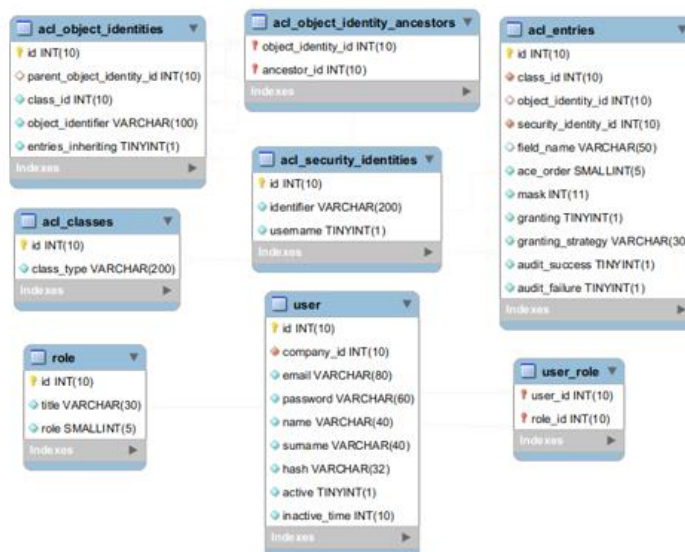 acl_object_identities
id INT(10)
parent_object_identity_id INT(10)
class_id INT(10)
object_identifier VARCHAR(100)
entries_inheriting TINYINT(1)
Indexes
acl_object_identity_ancestors
object_identity_id INT(10)
ancestor_id INT(10)
Indexes
acl_entries
id INT(10)
class_id INT(10)
object_identity_id INT(10)
security_identity_id INT(10)
field_name VARCHAR(50)
ace_order SMALLINT(5)
mask INT(11)
granting TINYINT(1)
granting_strategy VARCHAR(30
audit_success TINYINT(1)
audit_failure TINYINT(1)
Indexes
acl_security_identities
id INT(10)
identifier VARCHAR(200)
username TINYINT(1)
Indexes
acl_classes
id INT(10)
class_type VARCHAR(200)
Indexes
user
id INT(10)
company_id INT(10)
email VARCHAR(80)
password VARCHAR(60)
name VARCHAR(40)
surname VARCHAR(40)
hash VARCHAR(32)
active TINYINT(1)
inactive_time INT(10)
Indexes
role
id INT(10)
title VARCHAR(30)
role SMALLINT(5)
Indexes
user_role
user_id INT(10)
role_id INT(10)
Indexes